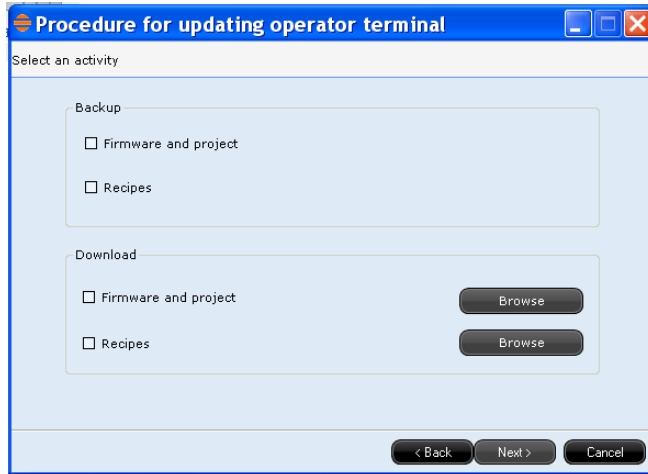 Procedure for updating operator terminal
Select an activity
Backup
Firmware and project
Recipes
Download
Firmware and project
Browse
Recipes
Browse
< Back
Next >
Cancel